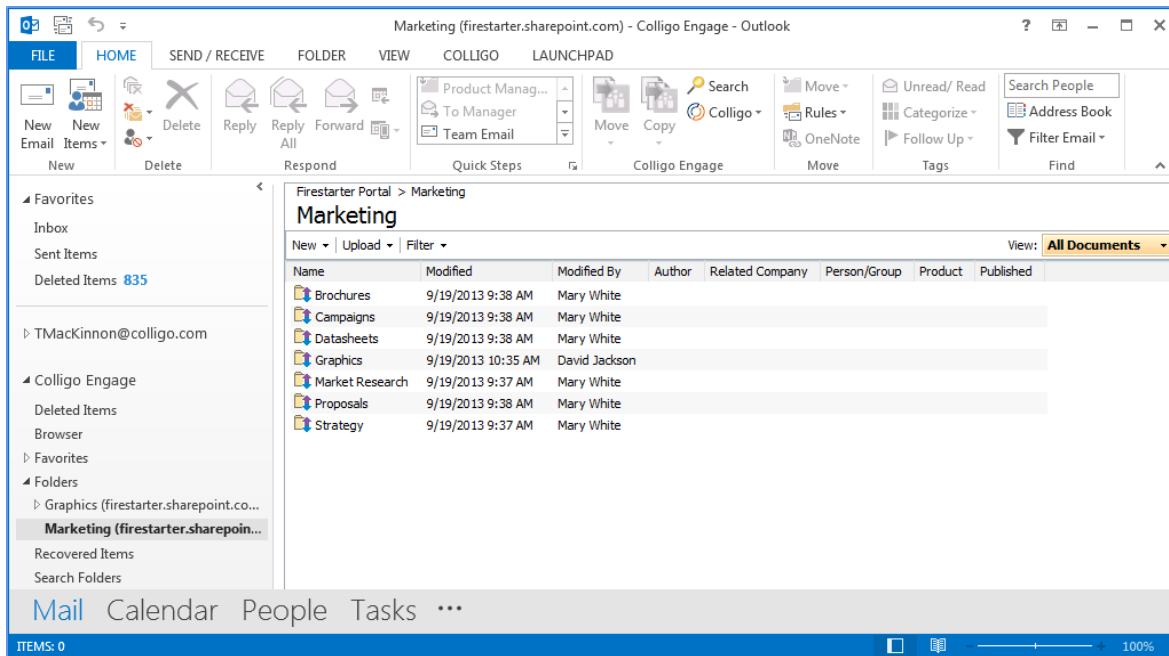 Marketing (firestarter.sharepoint.com) - Colligo Engage - Outlook
FILE HOME SEND / RECEIVE FOLDER VIEW COLLIGO LAUNCHPAD
New Email
New Items
Delete
Reply
Reply All
Forward
Product Manag...
To Manager
Team Email
Move
Copy
Search
Colligo
Move
Rules
OneNote
Unread/ Read
Categorize
Follow Up
Search People
Address Book
Filter Email
New Delete Respond Quick Steps Colligo Engage Move Tags Find
Favorites
Inbox
Sent Items
Deleted Items 835
TMacKinnon@colligo.com
Colligo Engage
Deleted Items
Browser
Favorites
Folders
Graphics (firestarter.sharepoint.co...
Marketing (firestarter.sharepoin...
Recovered Items
Search Folders
Firestarter Portal > Marketing
Marketing
New Upload Filter View: All Documents
Name Modified Modified By Author Related Company Person/Group Product Published
Brochures 9/19/2013 9:38 AM Mary White
Campaigns 9/19/2013 9:38 AM Mary White
Datasheets 9/19/2013 9:38 AM Mary White
Graphics 9/19/2013 10:35 AM David Jackson
Market Research 9/19/2013 9:37 AM Mary White
Proposals 9/19/2013 9:38 AM Mary White
Strategy 9/19/2013 9:37 AM Mary White
Mail Calendar People Tasks ...
ITEMS: 0 100%